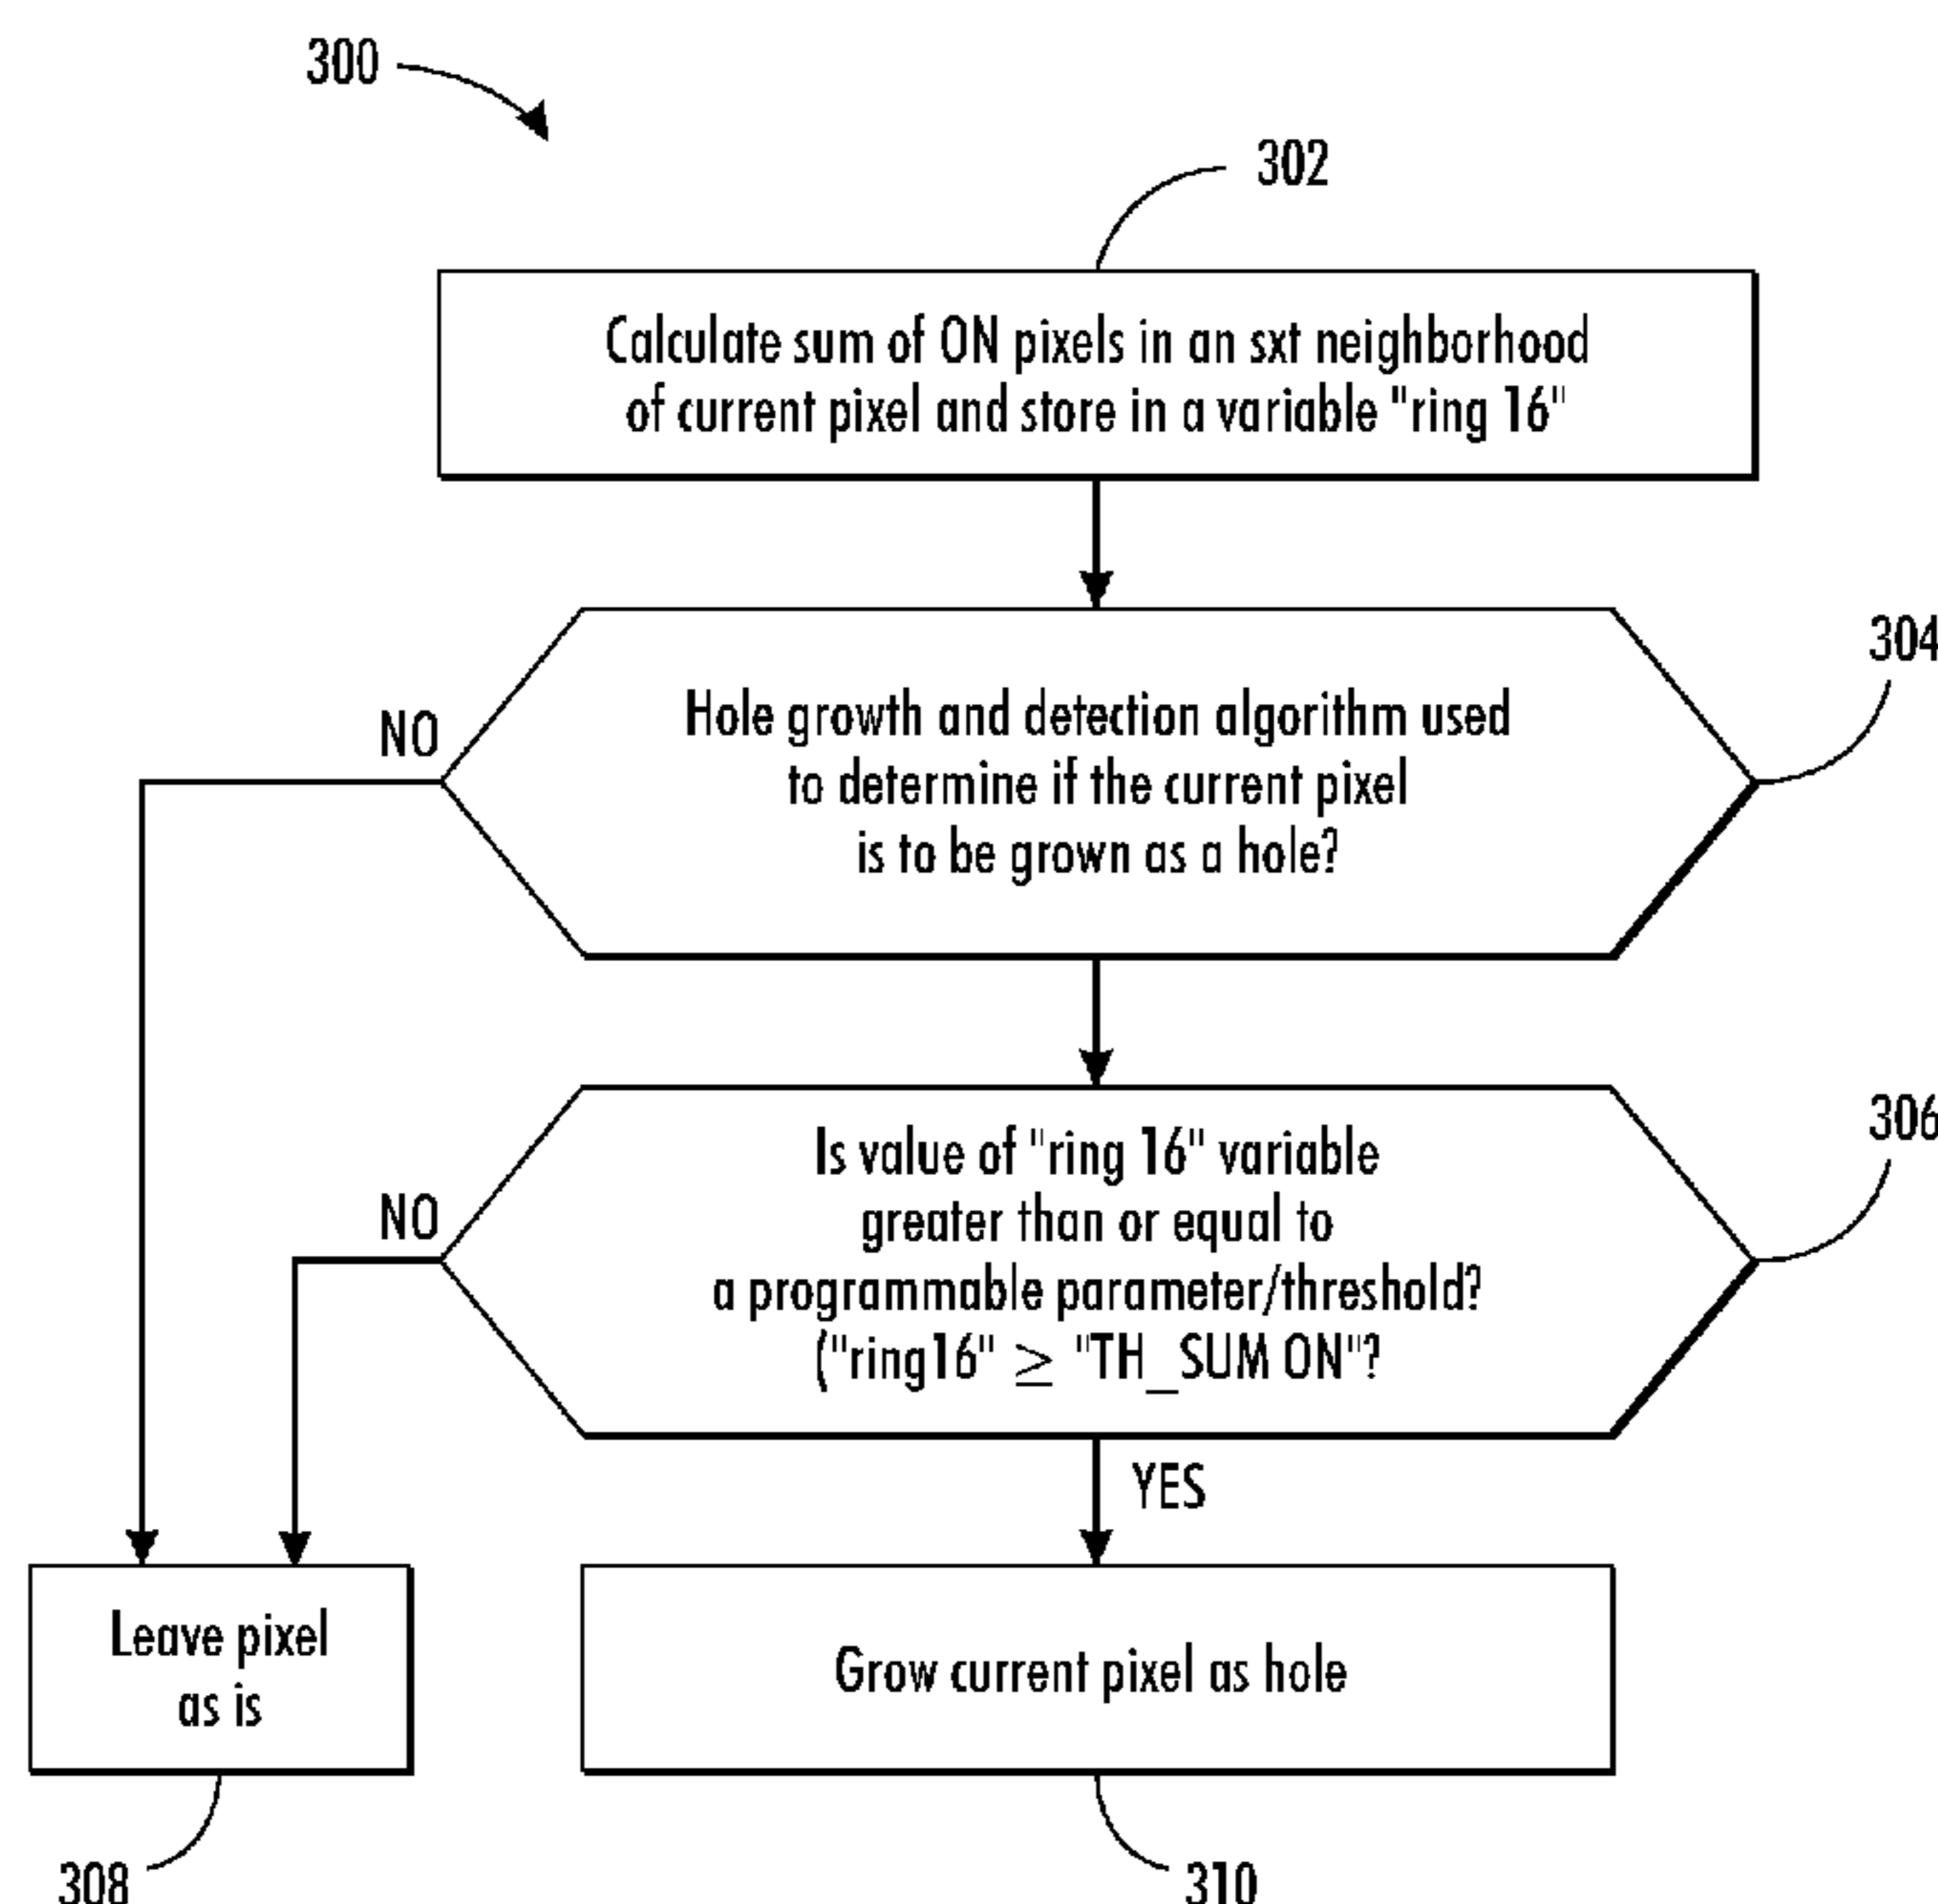 300
302
Calculate sum of ON pixels in an sxt neighborhood
of current pixel and store in a variable "ring 16"
304
NO
Hole growth and detection algorithm used
to determine if the current pixel
is to be grown as a hole?
306
NO
Is value of "ring 16" variable
greater than or equal to
a programmable parameter/threshold?
("ring16" ≥ "TH_SUM ON"?
YES
Leave pixel
as is
Grow current pixel as hole
308
310